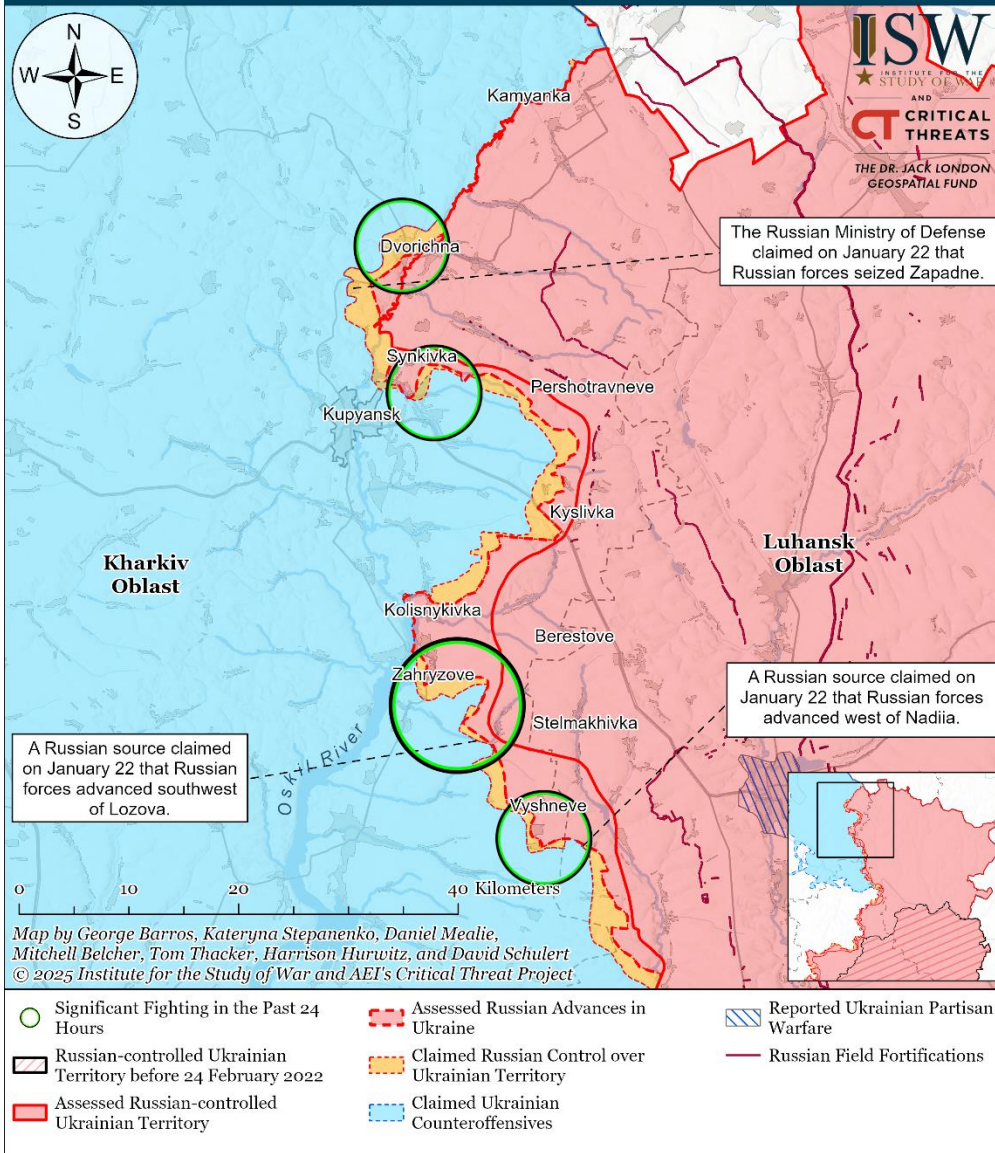 N
W
E
S
ISW
INSTITUTE FOR THE
STUDY OF WAR
AND
CT CRITICAL
THREATS
THE DR. JACK LONDON
GEOSPATIAL FUND
Kamyanka
The Russian Ministry of Defense
claimed on January 22 that
Russian forces seized Zapadne.
Dvorichna
Synkivka
Pershotravneve
Kupyansk
Kyslivka
Kharkiv
Oblast
Luhansk
Oblast
Kolisnykivka
Berestove
Zahryzove
A Russian source claimed on
January 22 that Russian forces
advanced west of Nadiia.
Stelmakhivka
A Russian source claimed
on January 22 that Russian
forces advanced southwest
of Lozova.
Oskil River
Vyshneve
0 10 20 40 Kilometers
Map by George Barros, Kateryna Stepanenko, Daniel Mealie,
Mitchell Belcher, Tom Thacker, Harrison Hurwitz, and David Schulert
© 2025 Institute for the Study of War and AEI's Critical Threat Project
Significant Fighting in the Past 24
Hours
Russian-controlled Ukrainian
Territory before 24 February 2022
Assessed Russian-controlled
Ukrainian Territory
Assessed Russian Advances in
Ukraine
Claimed Russian Control over
Ukrainian Territory
Claimed Ukrainian
Counteroffensives
Reported Ukrainian Partisan
Warfare
Russian Field Fortifications